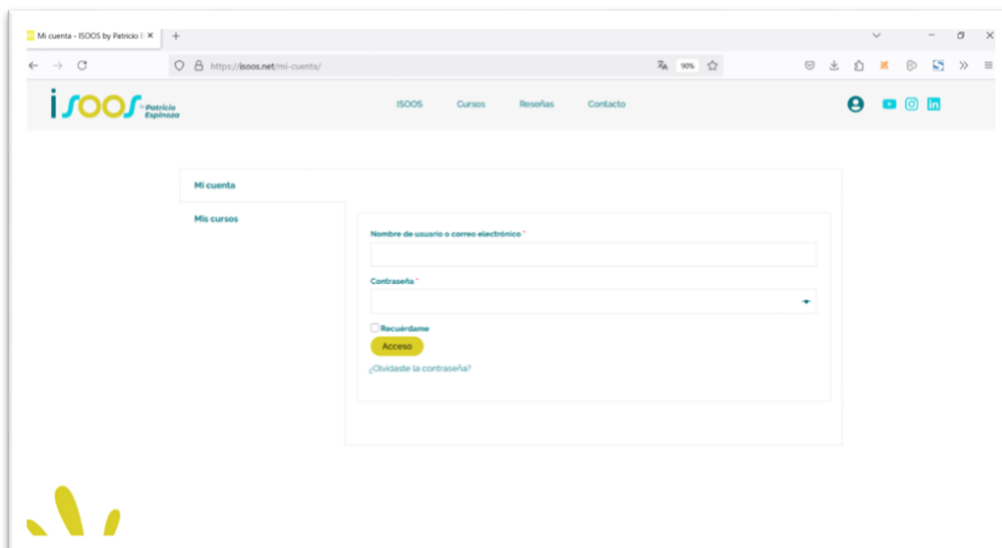 Mi cuenta - ISOOS by Patricio E
https://isoos.net/mi-cuenta/
90%
isoos by Patricio
Espinoza
ISOOS Cursos Reseñas Contacto
Mi cuenta
Mis cursos
Nombre de usuario o correo electrónico *
Contraseña *
Recuérdame
Acceso
¿Olvidaste la contraseña?